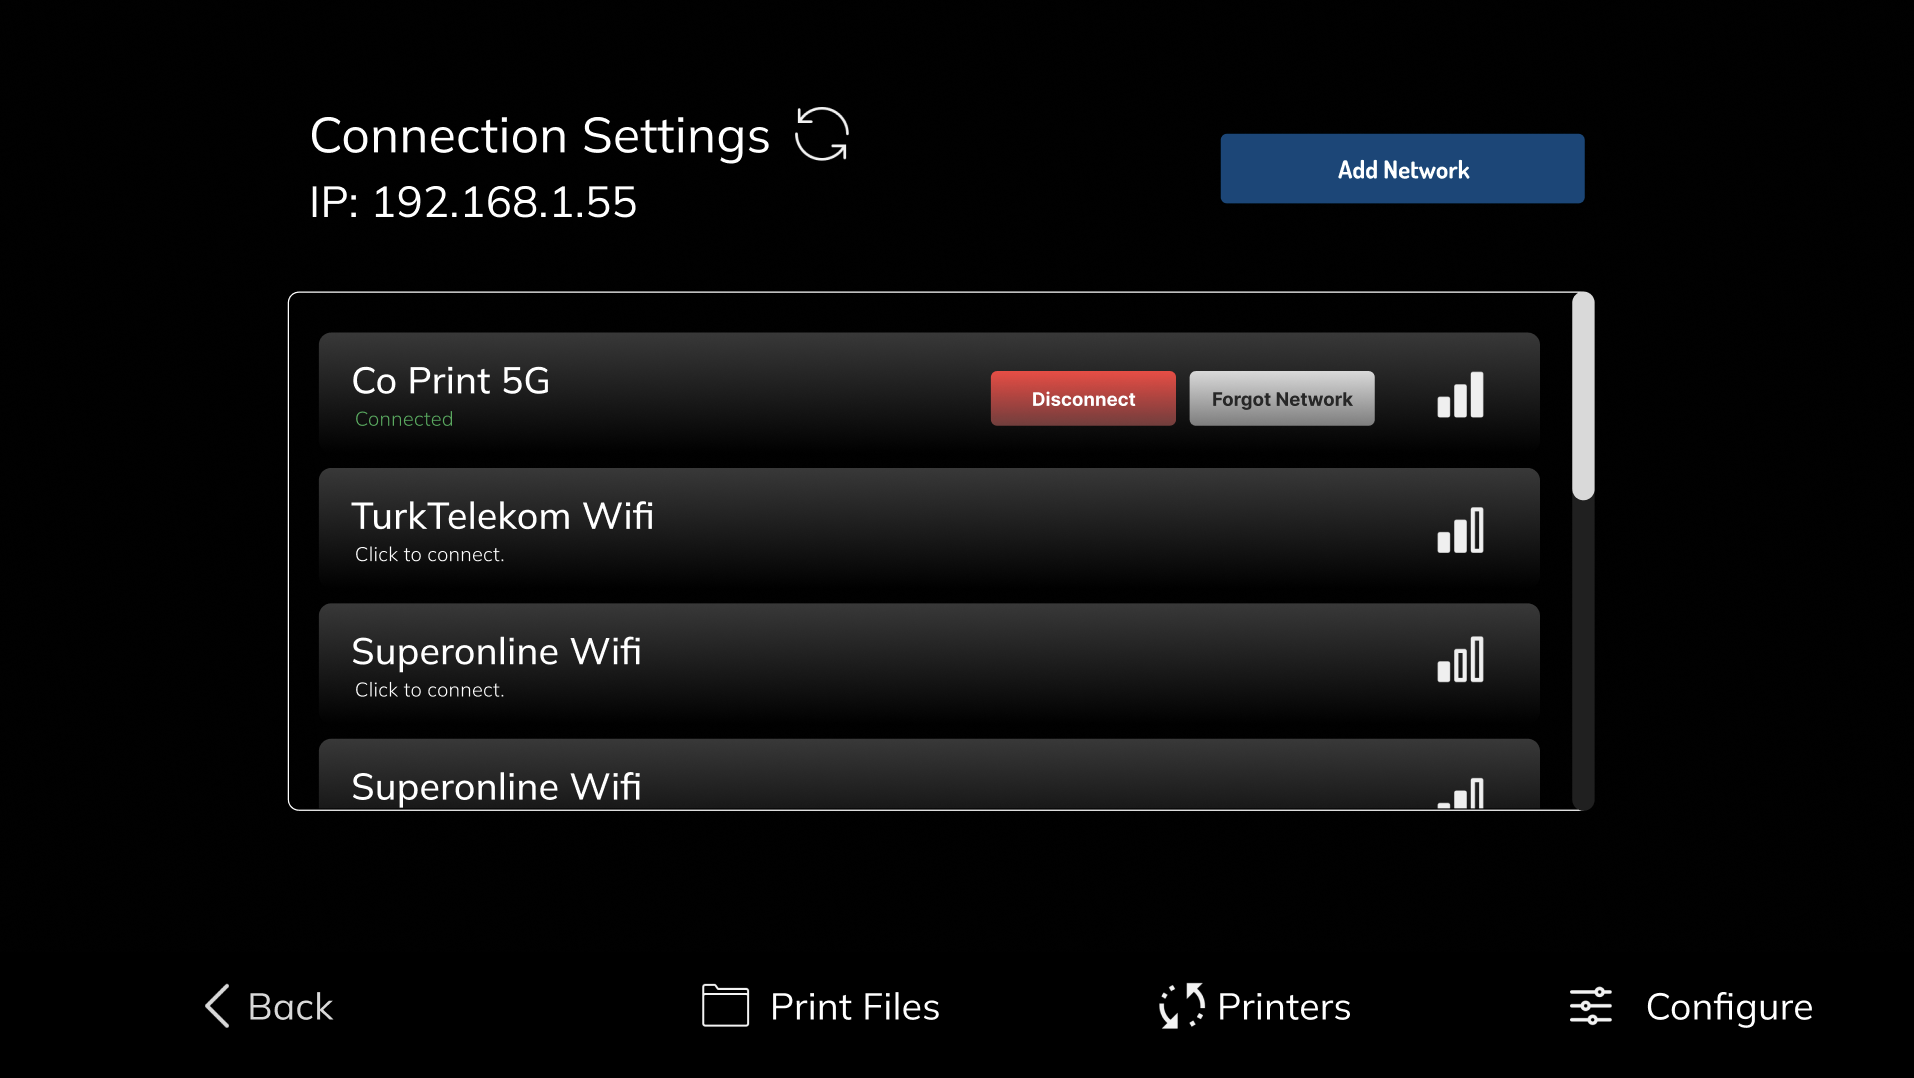 Connection Settings
IP: 192.168.1.55
Add Network
Co Print 5G
Connected
Disconnect
Forgot Network
TurkTelekom Wifi
Click to connect.
Superonline Wifi
Click to connect.
Superonline Wifi
Back
Print Files
Printers
Configure